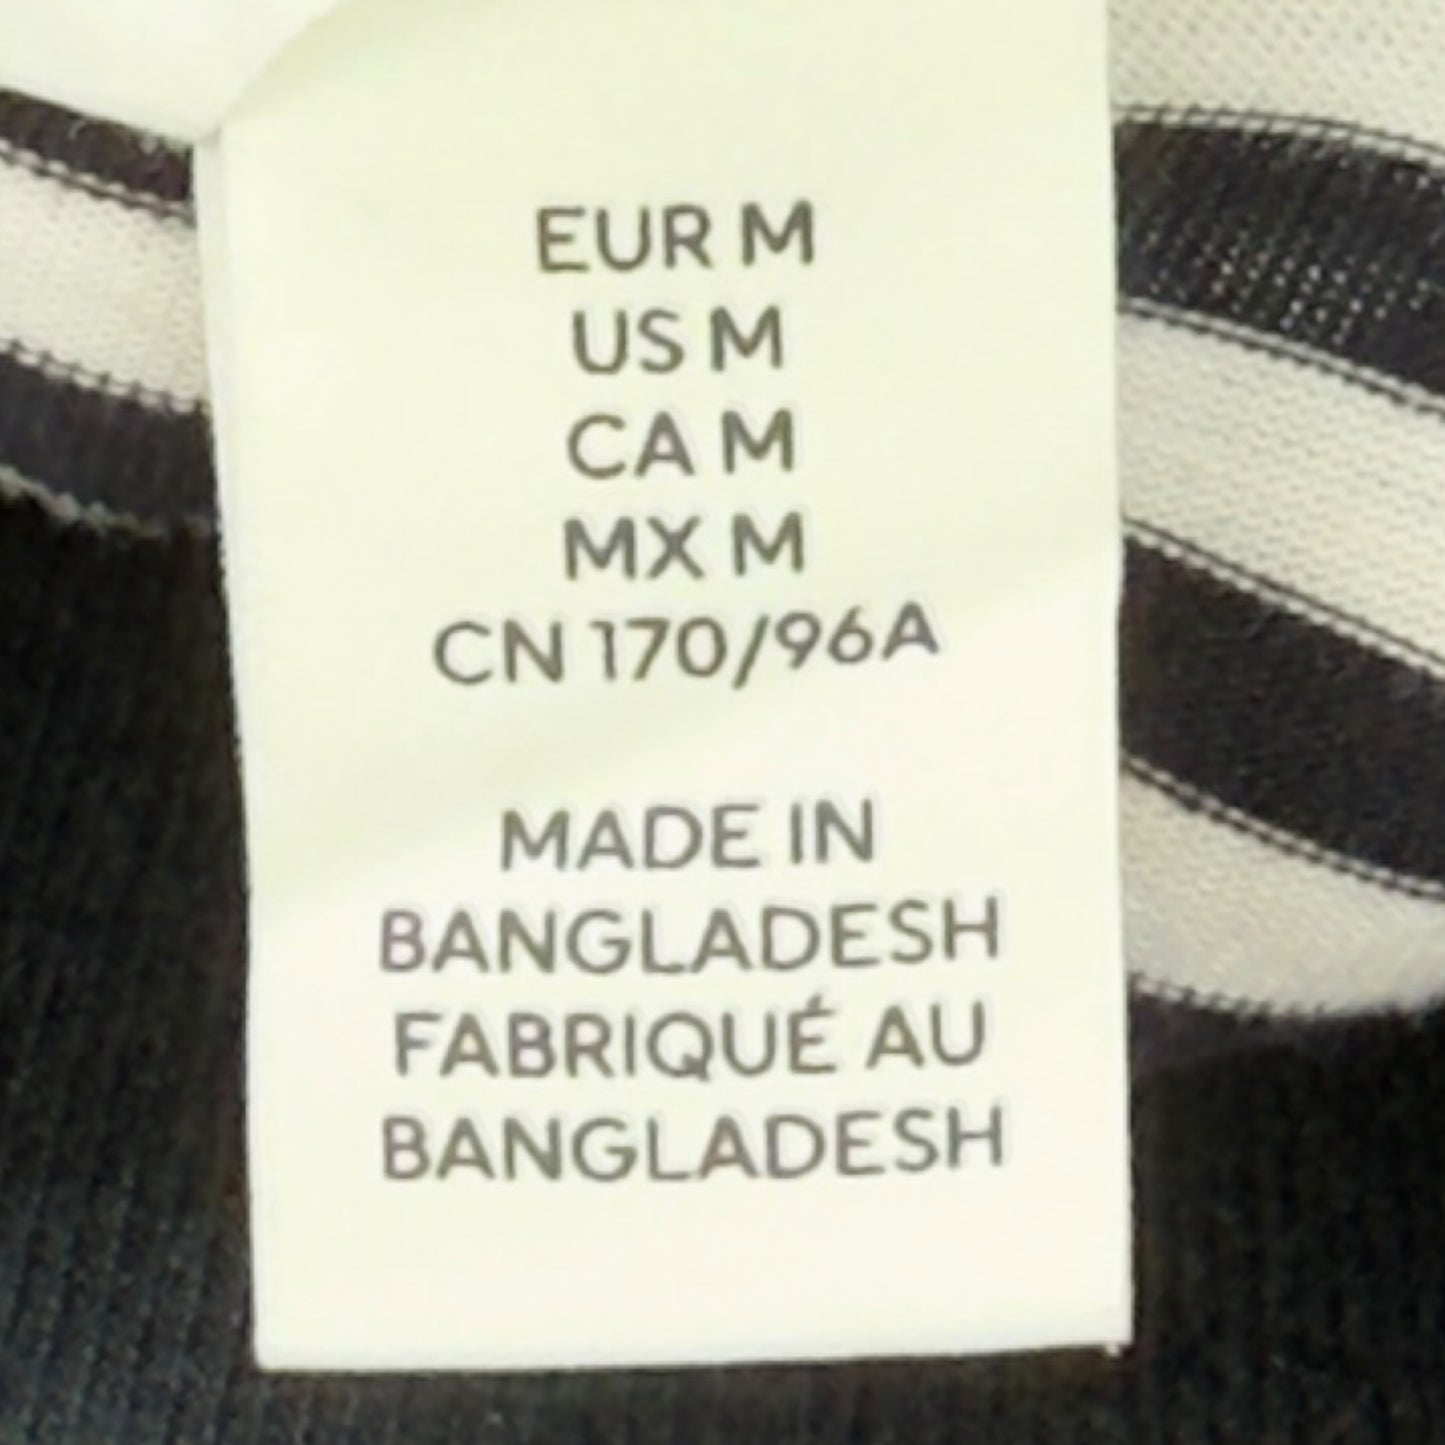 EUR M
US M
CA M
MX M
CN 170/96A
MADE IN
BANGLADESH
FABRIQUÉ AU
BANGLADESH